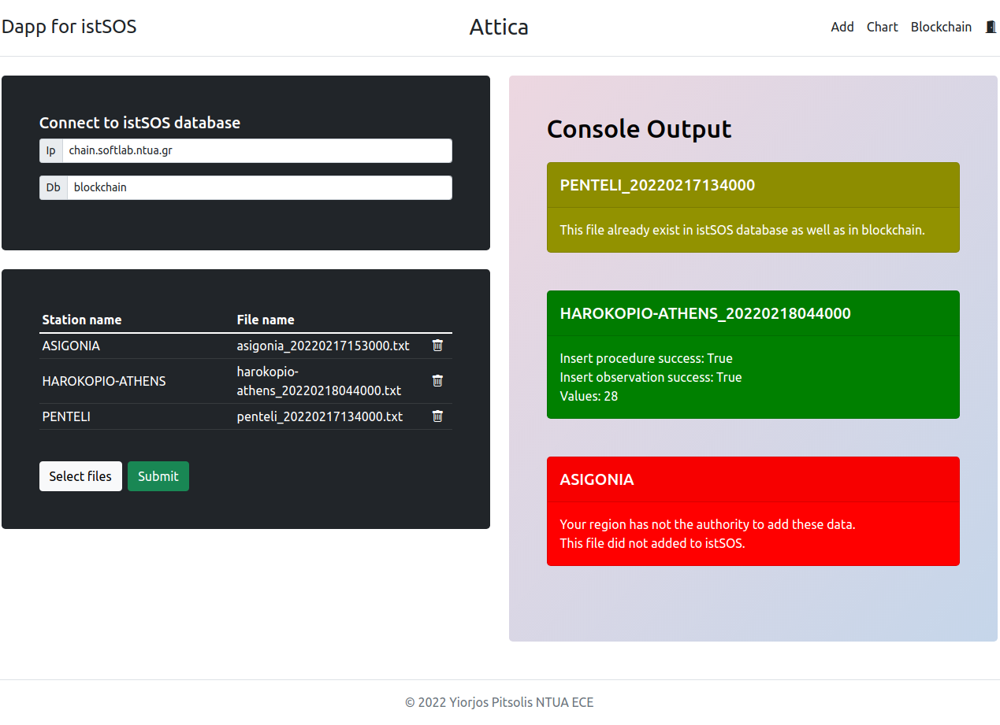 Dapp for istSOS
Attica
Add
Chart
Blockchain
Connect to istSOS database
Ip
chain.softlab.ntua.gr
Db
blockchain
Station name
File name
ASIGONIA
asigonia_20220217153000.txt
HAROKOPIO-ATHENS
harokopio-
athens_20220218044000.txt
PENTELI
penteli_20220217134000.txt
Select files
Submit
Console Output
PENTELI_20220217134000
This file already exist in istSOS database as well as in blockchain.
HAROKOPIO-ATHENS_20220218044000
Insert procedure success: True
Insert observation success: True
Values: 28
ASIGONIA
Your region has not the authority to add these data.
This file did not added to istSOS.
© 2022 Yiorjos Pitsolis NTUA ECE